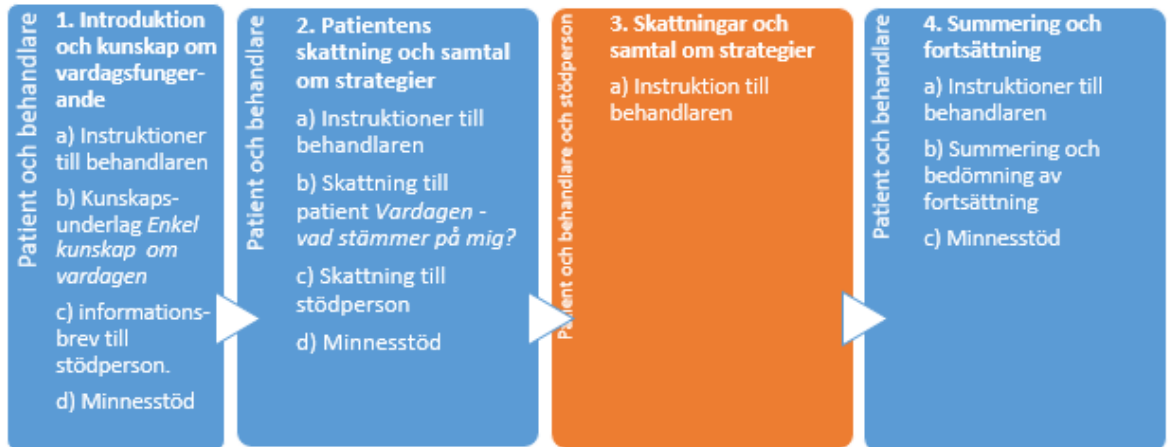 Patient och behandlare
1. Introduktion
och kunskap om
vardagsfunger-
ande
a) Instruktioner
till behandlaren
b) Kunskaps-
underlag Enkel
kunskap om
vardagen
c) informations-
brev till
stödperson.
d) Minnesstöd
Patient och behandlare
2. Patientens
skattning och samtal
om strategier
a) Instruktioner till
behandlaren
b) Skattning till
patient Vardagen -
vad stämmer på mig?
c) Skattning till
stödperson
d) Minnesstöd
Patient och behandlare och stödperson
3. Skattningar och
samtal om strategier
a) Instruktion till
behandlaren
Patient och behandlare
4. Summering och
fortsättning
a) Instruktioner till
behandlaren
b) Summering och
bedömning av
fortsättning
c) Minnesstöd